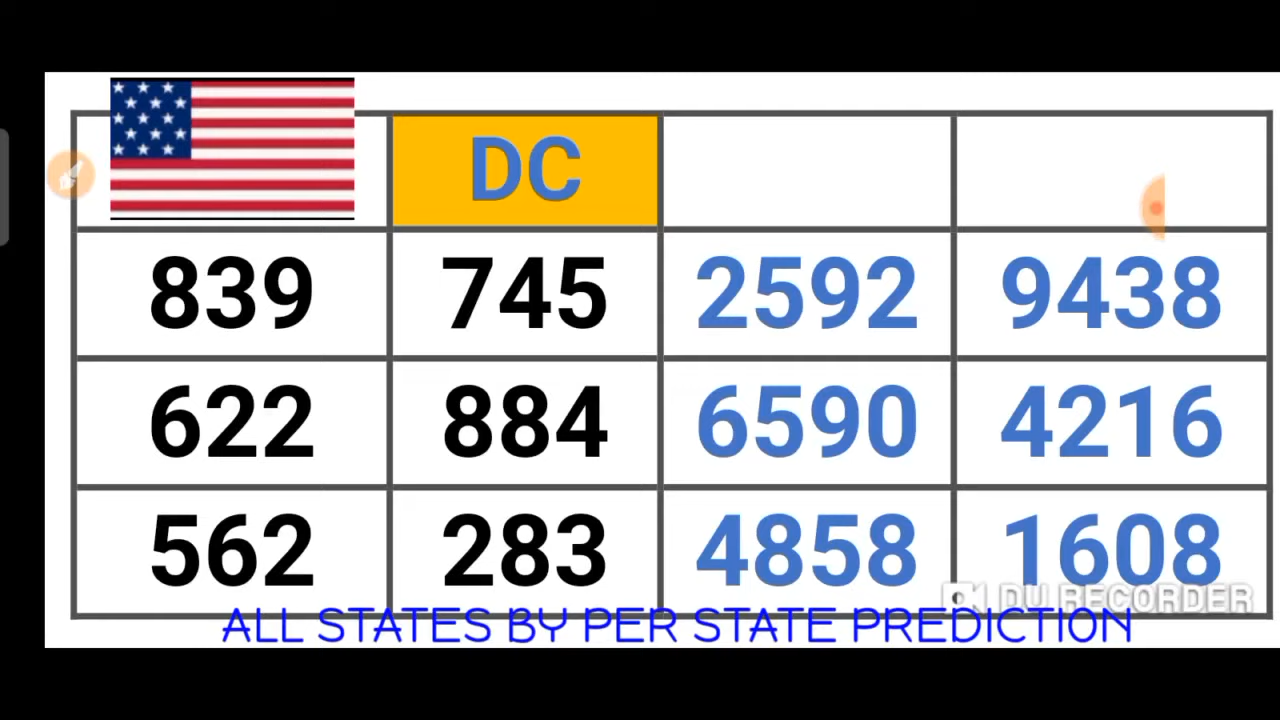 DC
839 745 2592 9438
622 884 6590 4216
562 283 4858 1608
DU RECORDER
ALL STATES BY PER STATE PREDICTION